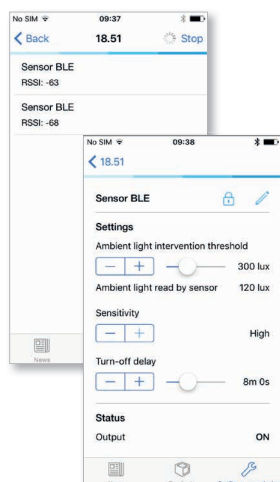 No SIM 09:37
Back 18.51 Stop
Sensor BLE
RSSI: -63
Sensor BLE
RSSI: -68
News
No SIM 09:38
18.51
Sensor BLE
Settings
Ambient light intervention threshold
300 lux
Ambient light read by sensor 120 lux
Sensitivity
High
Turn-off delay
8m 0s
Status
Output ON